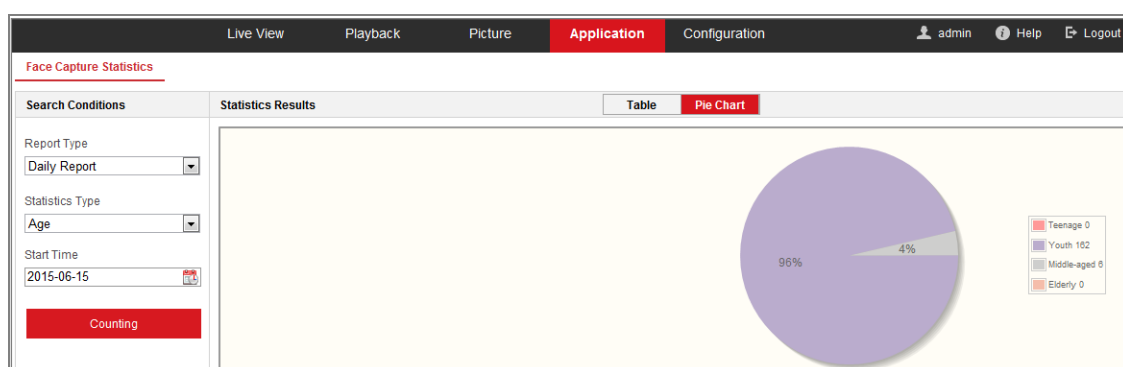 Live View Playback Picture Application Configuration admin Help Logout
Face Capture Statistics
Search Conditions
Statistics Results
Table Pie Chart
Report Type
Daily Report
Statistics Type
Age
Start Time
2015-06-15
Counting
96%
4%
Teenage 0
Youth 162
Middle-aged 6
Elderly 0